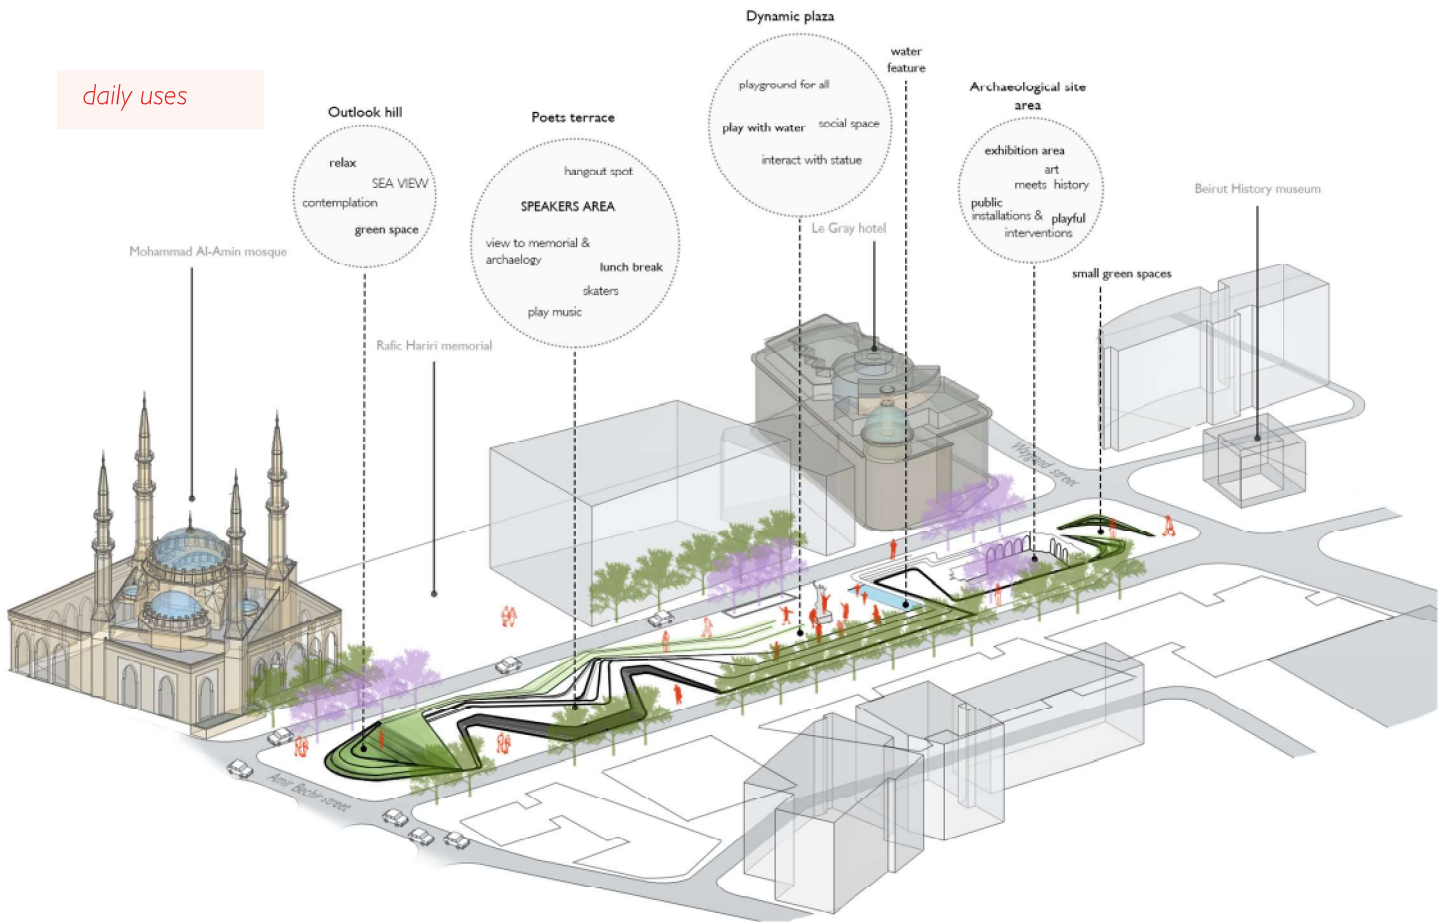 daily uses
Outlook hill
relax
SEA VIEW
contemplation
green space
Poets terrace
hangout spot
SPEAKERS AREA
view to memorial &
archaelogy
lunch break
skaters
play music
Dynamic plaza
playground for all
play with water
social space
interact with statue
water
feature
Archaeological site
area
exhibition area
art
meets history
public
installations &
playful
interventions
small green spaces
Mohammad Al-Amin mosque
Rafic Hariri memorial
Le Gray hotel
Beirut History museum
Waygand street
Amir Bechir street